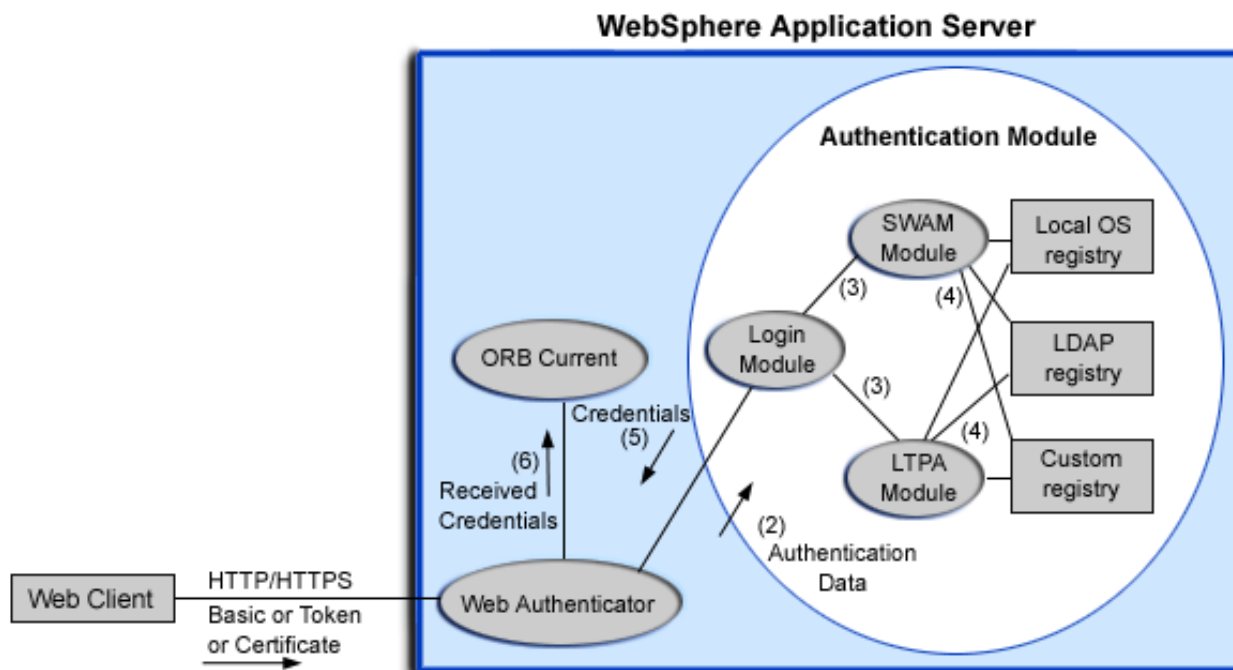 WebSphere Application Server
Authentication Module
SWAM
Module
Local OS
registry
(3)
(4)
Login
Module
LDAP
registry
ORB Current
(3)
Credentials
(5)
(4)
(6)
LTPA
Module
Custom
registry
Received
Credentials
(2)
Authentication
Data
Web Client
HTTP/HTTPS
Basic or Token
or Certificate
Web Authenticator